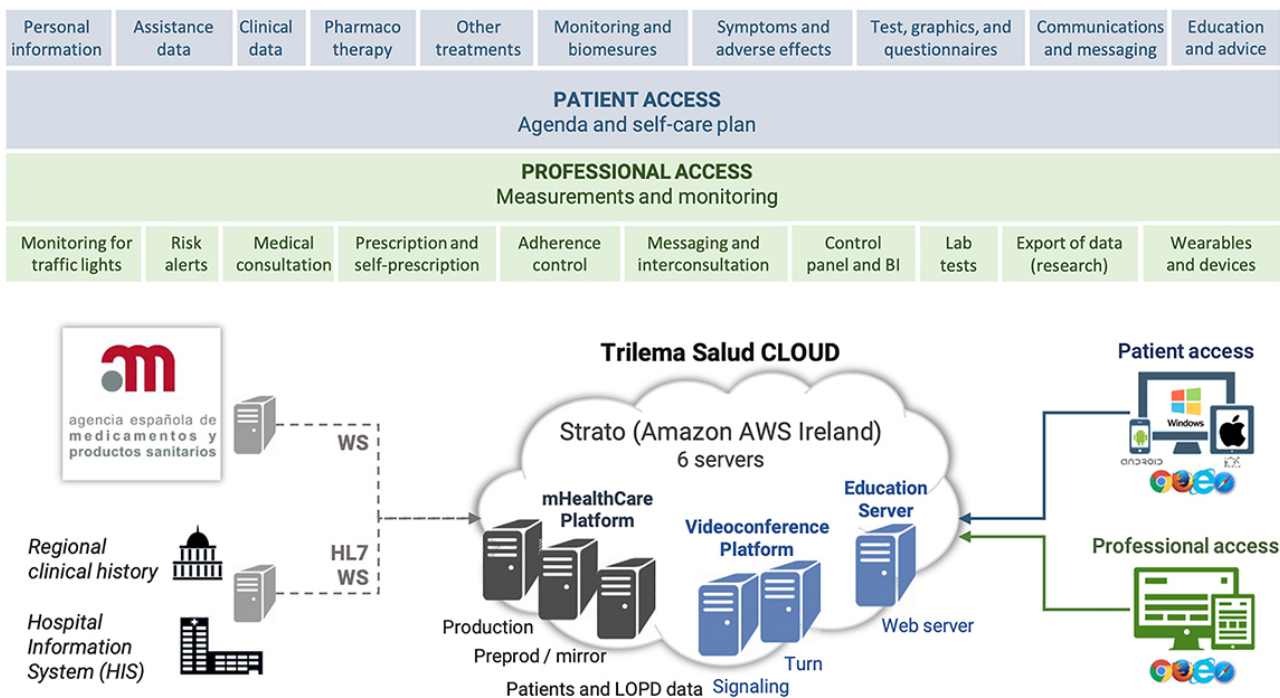 Personal
information
Assistance
data
Clinical
data
Pharmaco
therapy
Other
treatments
Monitoring and
biomesures
Symptoms and
adverse effects
Test, graphics, and
questionnaires
Communications
and messaging
Education
and advice
PATIENT ACCESS
Agenda and self-care plan
PROFESSIONAL ACCESS
Measurements and monitoring
Monitoring for
traffic lights
Risk
alerts
Medical
consultation
Prescription and
self-prescription
Adherence
control
Messaging and
interconsultation
Control
panel and BI
Lab
tests
Export of data
(research)
Wearables
and devices
am
agencia española de
medicamentos y
productos sanitarios
WS
Regional
clinical history
HL7
WS
Hospital
Information
System (HIS)
Trilema Salud CLOUD
Strato (Amazon AWS Ireland)
6 servers
mHealthCare
Platform
Production
Preprod / mirror
Patients and LOPD data
Videoconference
Platform
Signaling
Turn
Education
Server
Web server
Patient access
Windows
ANDROID
iOS
Professional access